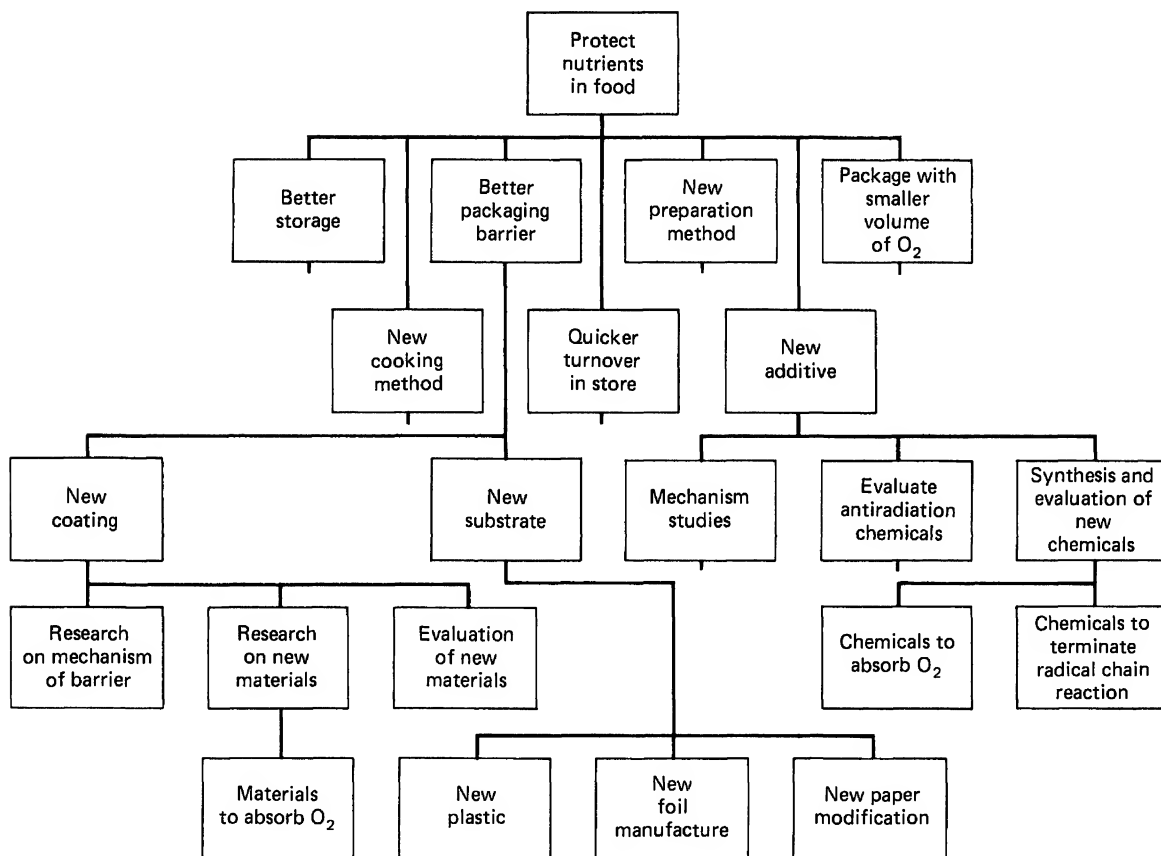 Protect
nutrients
in food
Better
storage
Better
packaging
barrier
New
preparation
method
Package with
smaller
volume
of O₂
New
cooking
method
Quicker
turnover
in store
New
additive
New
coating
New
substrate
Mechanism
studies
Evaluate
antiradiation
chemicals
Synthesis and
evaluation of
new
chemicals
Research
on mechanism
of barrier
Research
on new
materials
Evaluation
of new
materials
Chemicals to
absorb O₂
Chemicals to
terminate
radical chain
reaction
Materials
to absorb O₂
New
plastic
New
foil
manufacture
New paper
modification